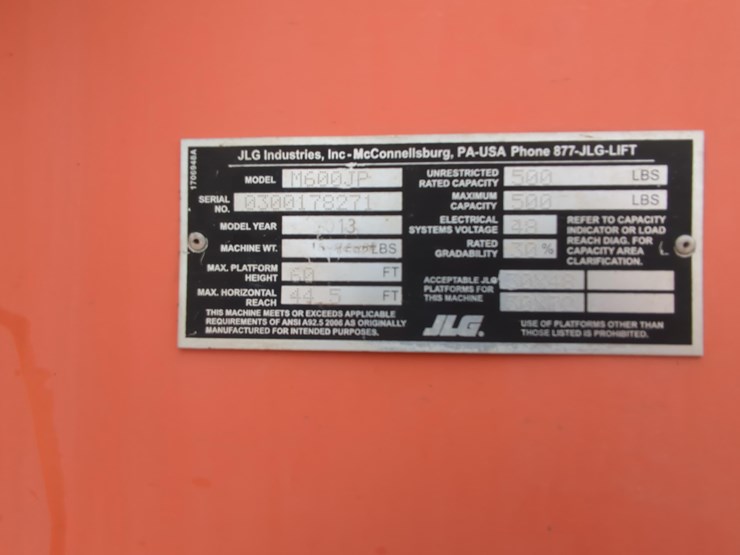 1706948A
JLG Industries, Inc - McConnellsburg, PA-USA Phone 877-JLG-LIFT
MODEL M600JP
SERIAL NO. 0300178271
MODEL YEAR 13
MACHINE WT. LBS
MAX. PLATFORM HEIGHT 60 FT
MAX. HORIZONTAL REACH 44.5 FT
THIS MACHINE MEETS OR EXCEEDS APPLICABLE
REQUIREMENTS OF ANSI A92.5 2006 AS ORIGINALLY
MANUFACTURED FOR INTENDED PURPOSES.
UNRESTRICTED RATED CAPACITY 500 LBS
MAXIMUM CAPACITY 500 LBS
ELECTRICAL SYSTEMS VOLTAGE 48
RATED GRADABILITY 30 %
REFER TO CAPACITY
INDICATOR OR LOAD
REACH DIAG. FOR
CAPACITY AREA
CLARIFICATION.
ACCEPTABLE JLG
PLATFORMS FOR
THIS MACHINE
JLG.
USE OF PLATFORMS OTHER THAN
THOSE LISTED IS PROHIBITED.